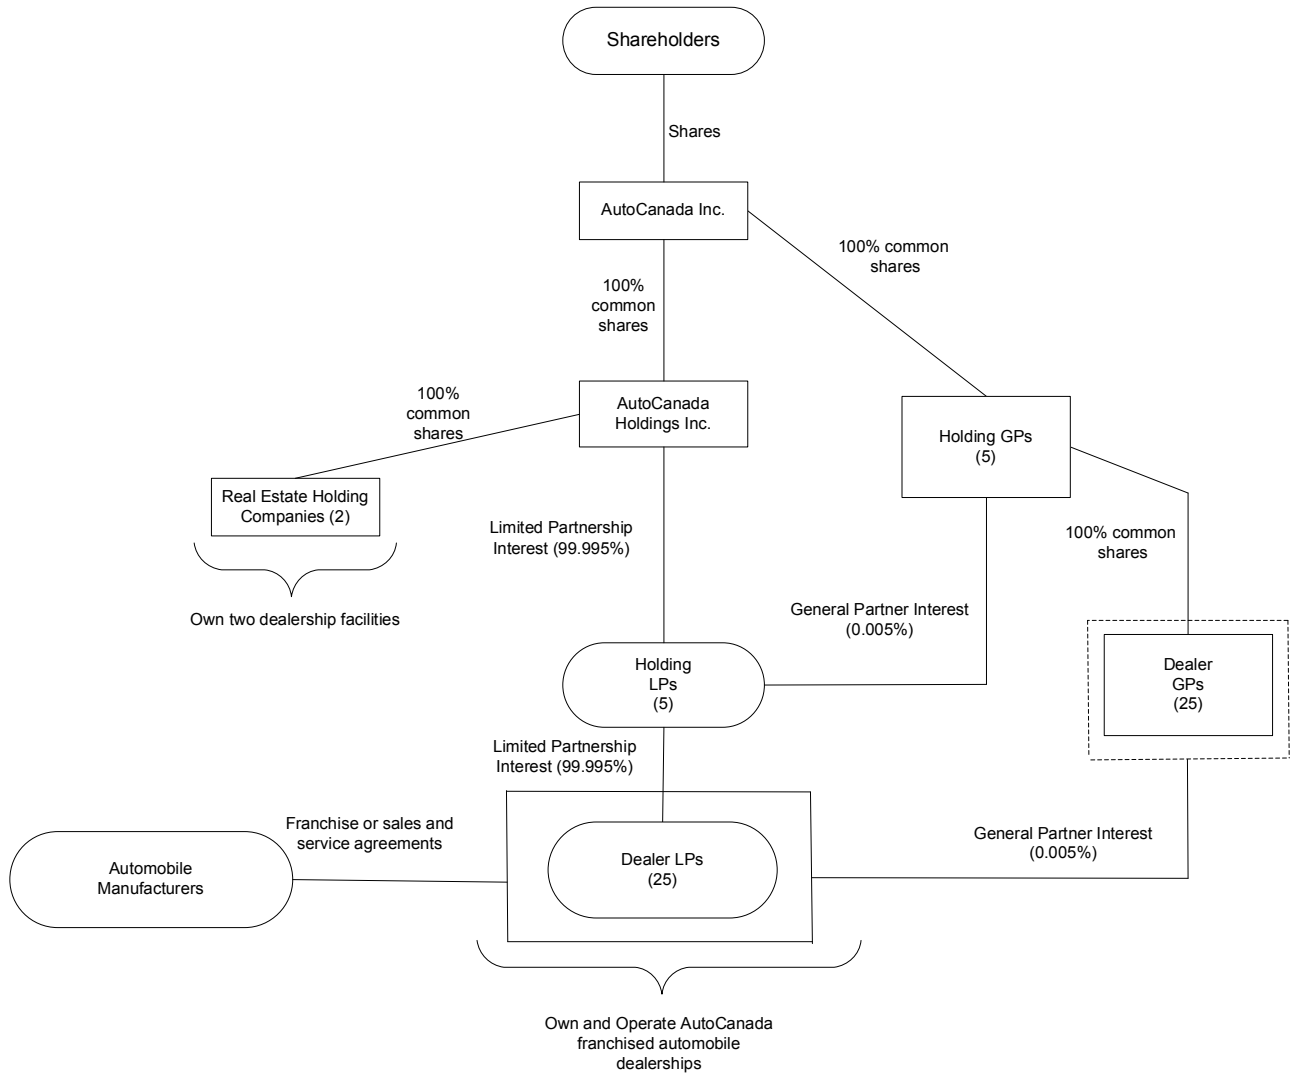 Shareholders
Shares
AutoCanada Inc.
100% common
shares
100%
common
shares
AutoCanada
Holdings Inc.
100%
common
shares
Holding GPs
(5)
Real Estate Holding
Companies (2)
Limited Partnership
Interest (99.995%)
100% common
shares
Own two dealership facilities
General Partner Interest
(0.005%)
Holding
LPs
(5)
Dealer
GPs
(25)
Limited Partnership
Interest (99.995%)
Franchise or sales and
service agreements
General Partner Interest
(0.005%)
Automobile
Manufacturers
Dealer LPs
(25)
Own and Operate AutoCanada
franchised automobile
dealerships